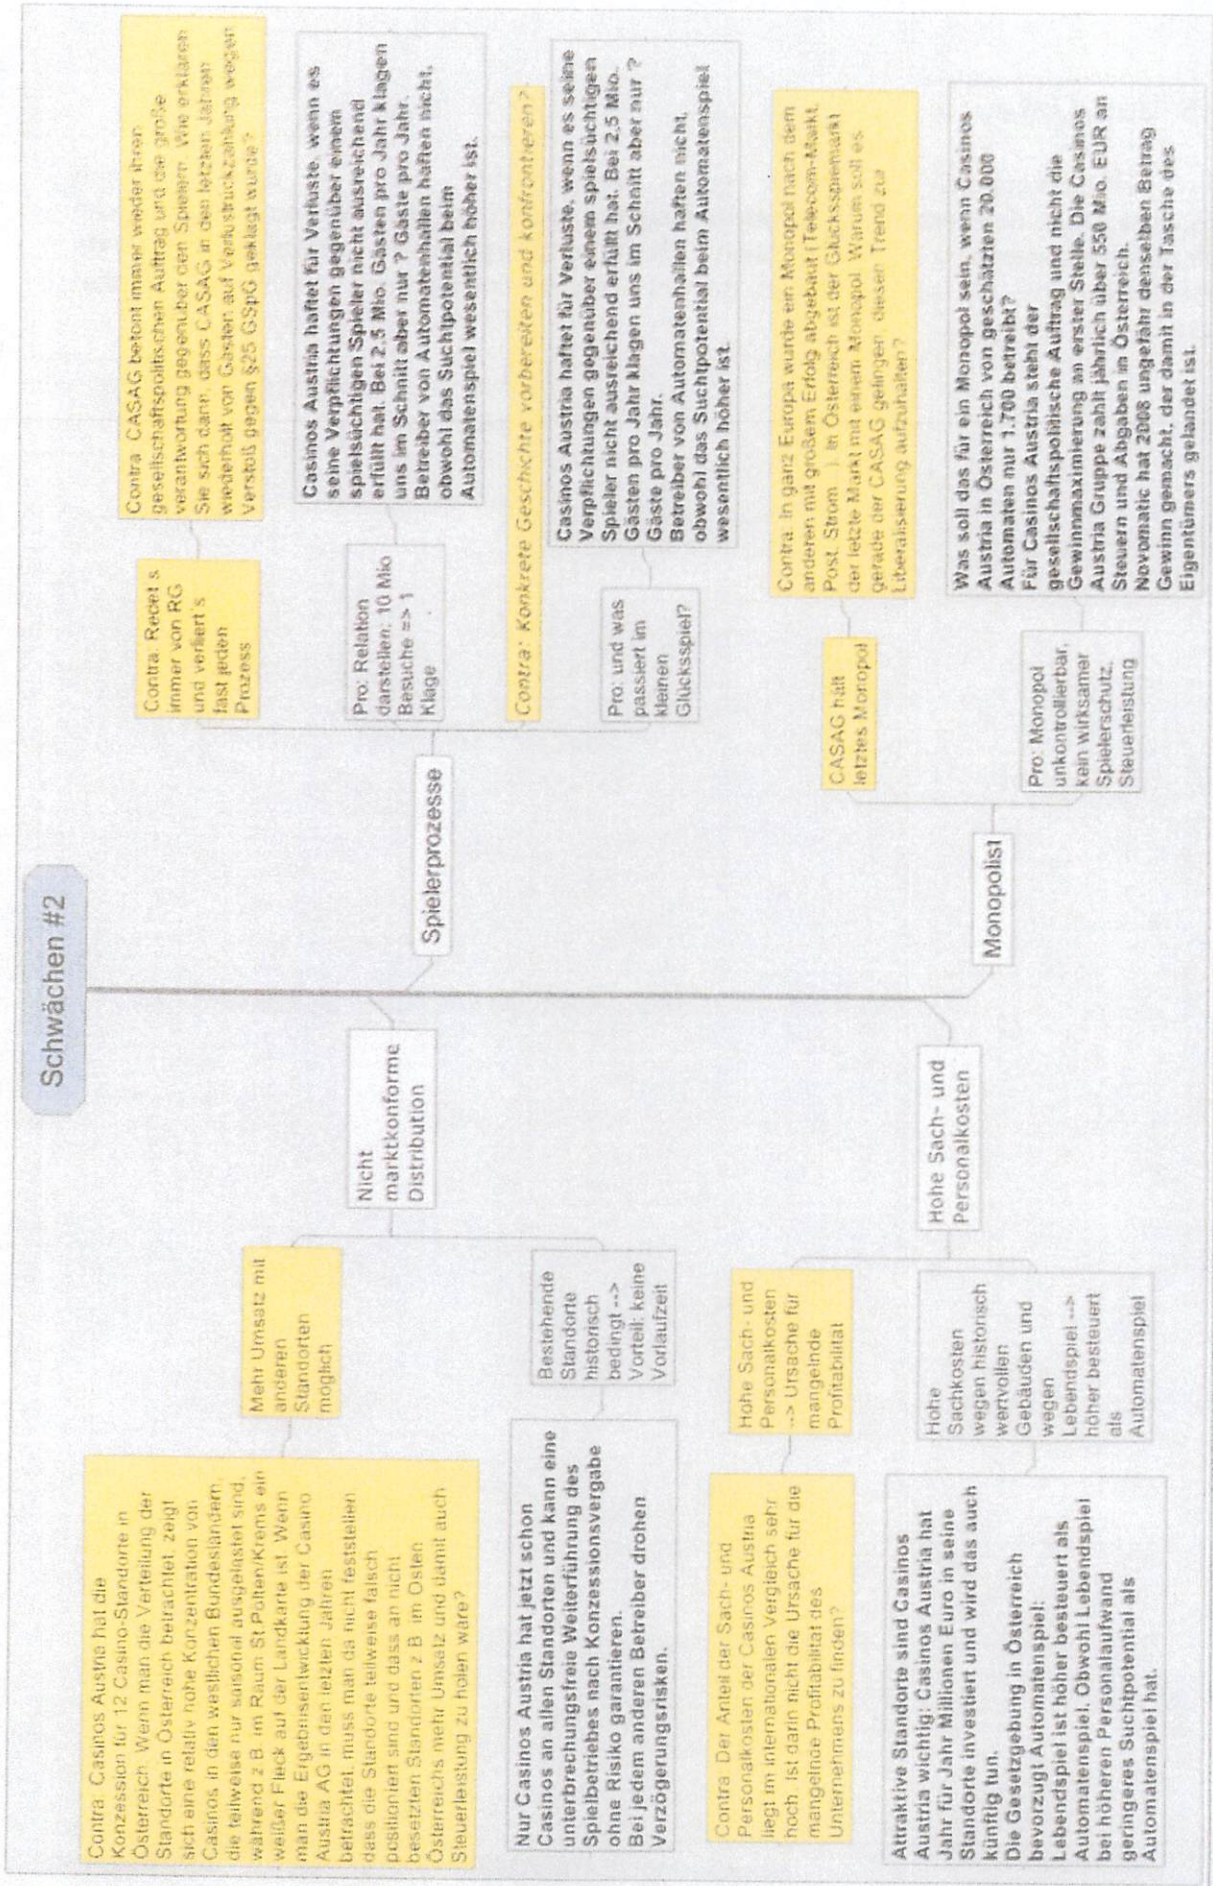 Schwächen #2
Contra: Casinos Austria hat die
Konzession für 12 Casino-Standorte in
Österreich. Wenn man die Verteilung der
Standorte in Österreich betrachtet, zeigt
sich eine relativ hohe Konzentration von
Casinos in den westlichen Bundesländern,
die teilweise nur saisonal ausgelastet sind,
während z.B. im Raum St.Pölten/Krems ein
weißer Fleck auf der Landkarte ist. Wenn
man die Ergebnisentwicklung der Casino
Austria AG in den letzten Jahren
betrachtet, muss man da nicht feststellen,
dass die Standorte teilweise falsch
positioniert sind und dass an nicht
besetzten Standorten z.B. im Osten
Österreichs mehr Umsatz und damit auch
Steuerleistung zu holen wäre?
Mehr Umsatz mit
anderen
Standorten
möglich
Nicht
marktkonforme
Distribution
Nur Casinos Austria hat jetzt schon
Casinos an allen Standorten und kann eine
unterbrechungsfreie Weiterführung des
Spielbetriebes nach Konzessionsvergabe
ohne Risiko garantieren.
Bei jedem anderen Betreiber drohen
Verzögerungsrisken.
Bestehende
Standorte
historisch
bedingt -->
Vorteil: keine
Vorlaufzeit
Contra: Der Anteil der Sach- und
Personalkosten der Casinos Austria
liegt im internationalen Vergleich sehr
hoch. Ist darin nicht die Ursache für die
mangelnde Profitabilität des
Unternehmens zu finden?
Hohe Sach- und
Personalkosten
--> Ursache für
mangelnde
Profitabilität
Hohe Sach- und
Personalkosten
Attraktive Standorte sind Casinos
Austria wichtig: Casinos Austria hat
Jahr für Jahr Millionen Euro in seine
Standorte investiert und wird das auch
künftig tun.
Die Gesetzgebung in Österreich
bevorzugt Automatenspiel:
Lebendspiel ist höher besteuert als
Automatenspiel. Obwohl Lebendspiel
bei höheren Personalaufwand
geringeres Suchtpotential als
Automatenspiel hat.
Hohe
Sachkosten
wegen historisch
wertvollen
Gebäuden und
wegen
Lebendspiel -->
höher besteuert
als
Automatenspiel
Spielerprozesse
Contra: Redet's
immer von RG
und verliert's
fast jeden
Prozess
Contra: CASAG betont immer wieder ihren
gesellschaftspolitischen Auftrag und die große
verantwortung gegenüber den Spielern. Wie erklären
Sie sich dann, dass CASAG in den letzten Jahren
wiederholt von Gästen auf Verlustrückzahlung wegen
Verstoß gegen §25 GSpG geklagt wurde?
Pro: Relation
darstellen: 10 Mio
Besuche => 1
Klage
Casinos Austria haftet für Verluste, wenn es
seine Verpflichtungen gegenüber einem
spielsüchtigen Spieler nicht ausreichend
erfüllt hat. Bei 2,5 Mio. Gästen pro Jahr klagen
uns im Schnitt aber nur ? Gäste pro Jahr.
Betreiber von Automatenhallen haften nicht,
obwohl das Suchtpotential beim
Automatenspiel wesentlich höher ist.
Contra: Konkrete Geschichte vorbereiten und konfrontieren?
Pro: und was
passiert im
kleinen
Glücksspiel?
Casinos Austria haftet für Verluste, wenn es seine
Verpflichtungen gegenüber einem spielsüchtigen
Spieler nicht ausreichend erfüllt hat. Bei 2,5 Mio.
Gästen pro Jahr klagen uns im Schnitt aber nur ?
Gäste pro Jahr.
Betreiber von Automatenhallen haften nicht,
obwohl das Suchtpotential beim Automatenspiel
wesentlich höher ist.
Monopolist
CASAG hält
letztes Monopol
Contra: In ganz Europa wurde ein Monopol nach dem
anderen mit großem Erfolg abgebaut (Telecom-Markt,
Post, Strom...). In Österreich ist der Glücksspielmarkt
der letzte Markt mit einem Monopol. Warum soll es
gerade der CASAG gelingen, diesen Trend zur
Liberalisierung aufzuhalten?
Pro: Monopol
unkontrollierbar,
kein wirksamer
Spielerschutz,
Steuerleistung
Was soll das für ein Monopol sein, wenn Casinos
Austria in Österreich von geschätzten 20.000
Automaten nur 1.700 betreibt?
Für Casinos Austria steht der
gesellschaftspolitische Auftrag und nicht die
Gewinnmaximierung an erster Stelle. Die Casinos
Austria Gruppe zahlt jährlich über 550 Mio. EUR an
Steuern und Abgaben in Österreich.
Novomatic hat 2008 ungefähr denselben Betrag
Gewinn gemacht, der damit in der Tasche des
Eigentümers gelandet ist.